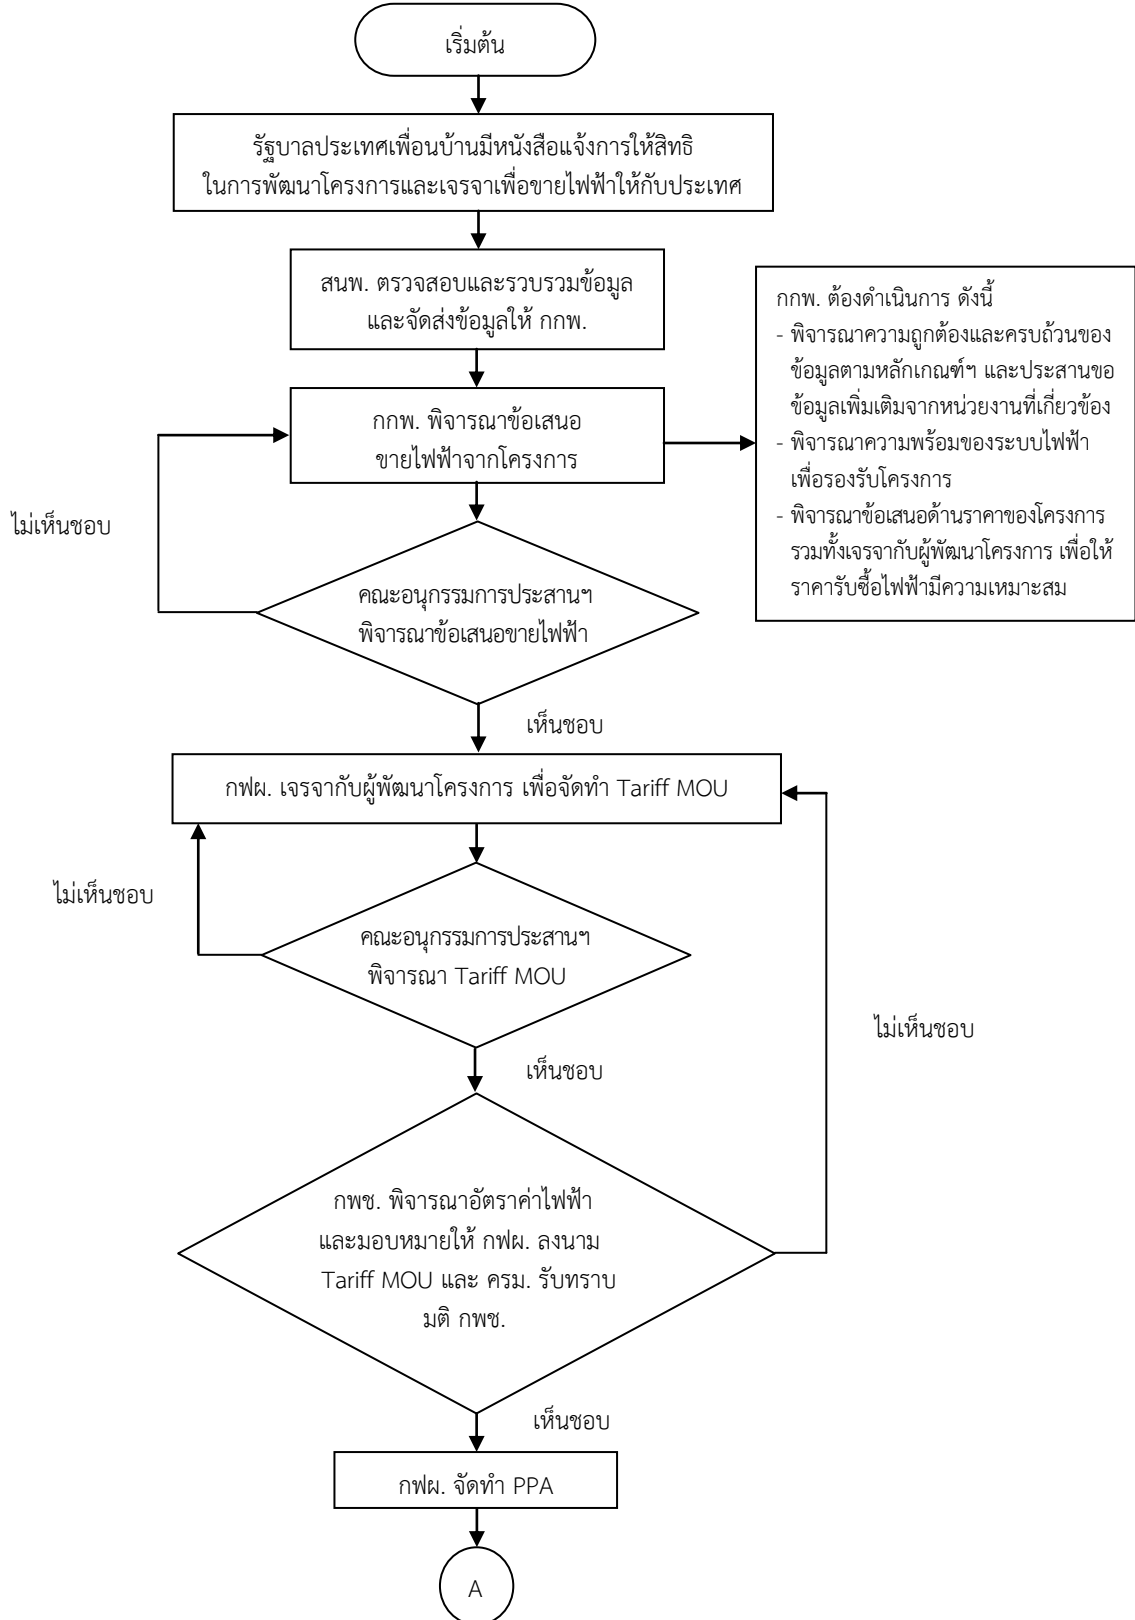 เริ่มต้น
รัฐบาลประเทศเพื่อนบ้านมีหนังสือแจ้งการให้สิทธิ
ในการพัฒนาโครงการและเจรจาเพื่อขายไฟฟ้าให้กับประเทศ
สนพ. ตรวจสอบและรวบรวมข้อมูล
และจัดส่งข้อมูลให้ กกพ.
กกพ. พิจารณาข้อเสนอ
ขายไฟฟ้าจากโครงการ
กกพ. ต้องดำเนินการ ดังนี้
- พิจารณาความถูกต้องและครบถ้วนของ
ข้อมูลตามหลักเกณฑ์ฯ และประสานขอ
ข้อมูลเพิ่มเติมจากหน่วยงานที่เกี่ยวข้อง
- พิจารณาความพร้อมของระบบไฟฟ้า
เพื่อรองรับโครงการ
- พิจารณาข้อเสนอด้านราคาของโครงการ
รวมทั้งเจรจากับผู้พัฒนาโครงการ เพื่อให้
ราคารับซื้อไฟฟ้ามีความเหมาะสม
ไม่เห็นชอบ
คณะอนุกรรมการประสานฯ
พิจารณาข้อเสนอขายไฟฟ้า
เห็นชอบ
กฟผ. เจรจากับผู้พัฒนาโครงการ เพื่อจัดทำ Tariff MOU
ไม่เห็นชอบ
คณะอนุกรรมการประสานฯ
พิจารณา Tariff MOU
ไม่เห็นชอบ
เห็นชอบ
กพช. พิจารณาอัตราค่าไฟฟ้า
และมอบหมายให้ กฟผ. ลงนาม
Tariff MOU และ ครม. รับทราบ
มติ กพช.
เห็นชอบ
กฟผ. จัดทำ PPA
A